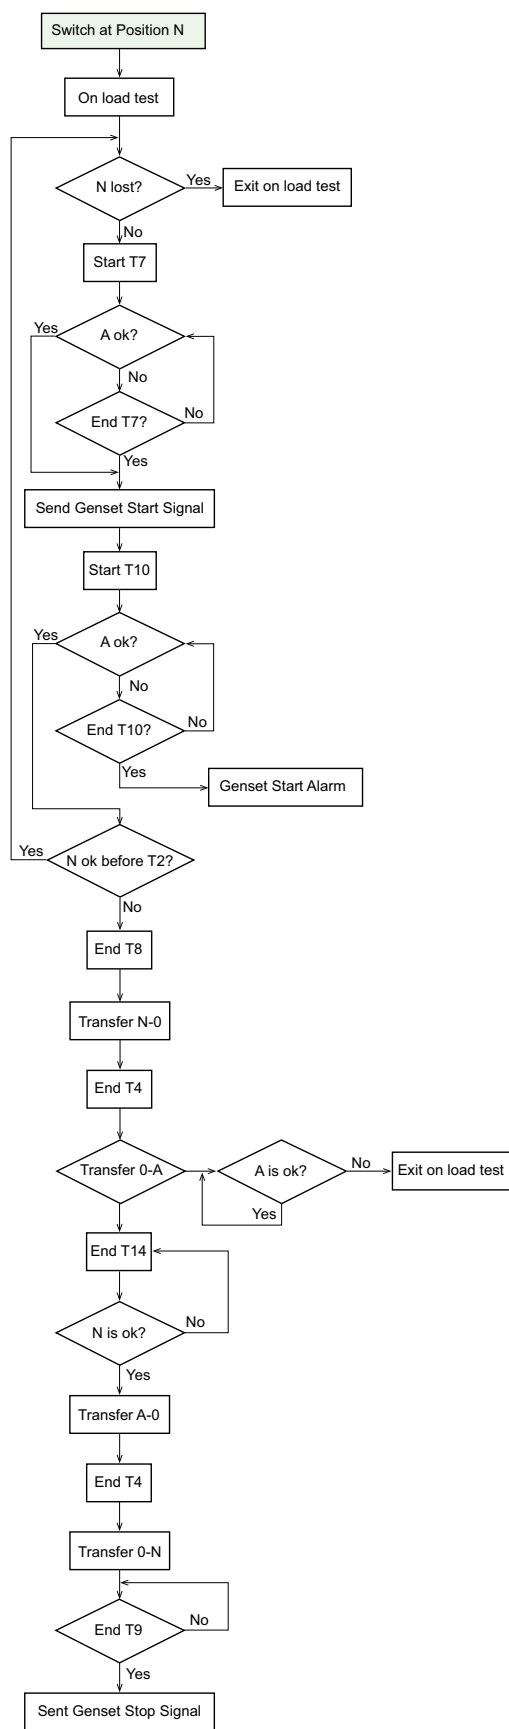 Switch at Position N
On load test
N lost?
Yes
Exit on load test
No
Start T7
Yes
A ok?
No
End T7?
No
Yes
Send Genset Start Signal
Start T10
Yes
A ok?
No
End T10?
No
Yes
Genset Start Alarm
Yes
N ok before T2?
No
End T8
Transfer N-0
End T4
Transfer 0-A
A is ok?
No
Exit on load test
Yes
End T14
N is ok?
No
Yes
Transfer A-0
End T4
Transfer 0-N
End T9
No
Yes
Sent Genset Stop Signal